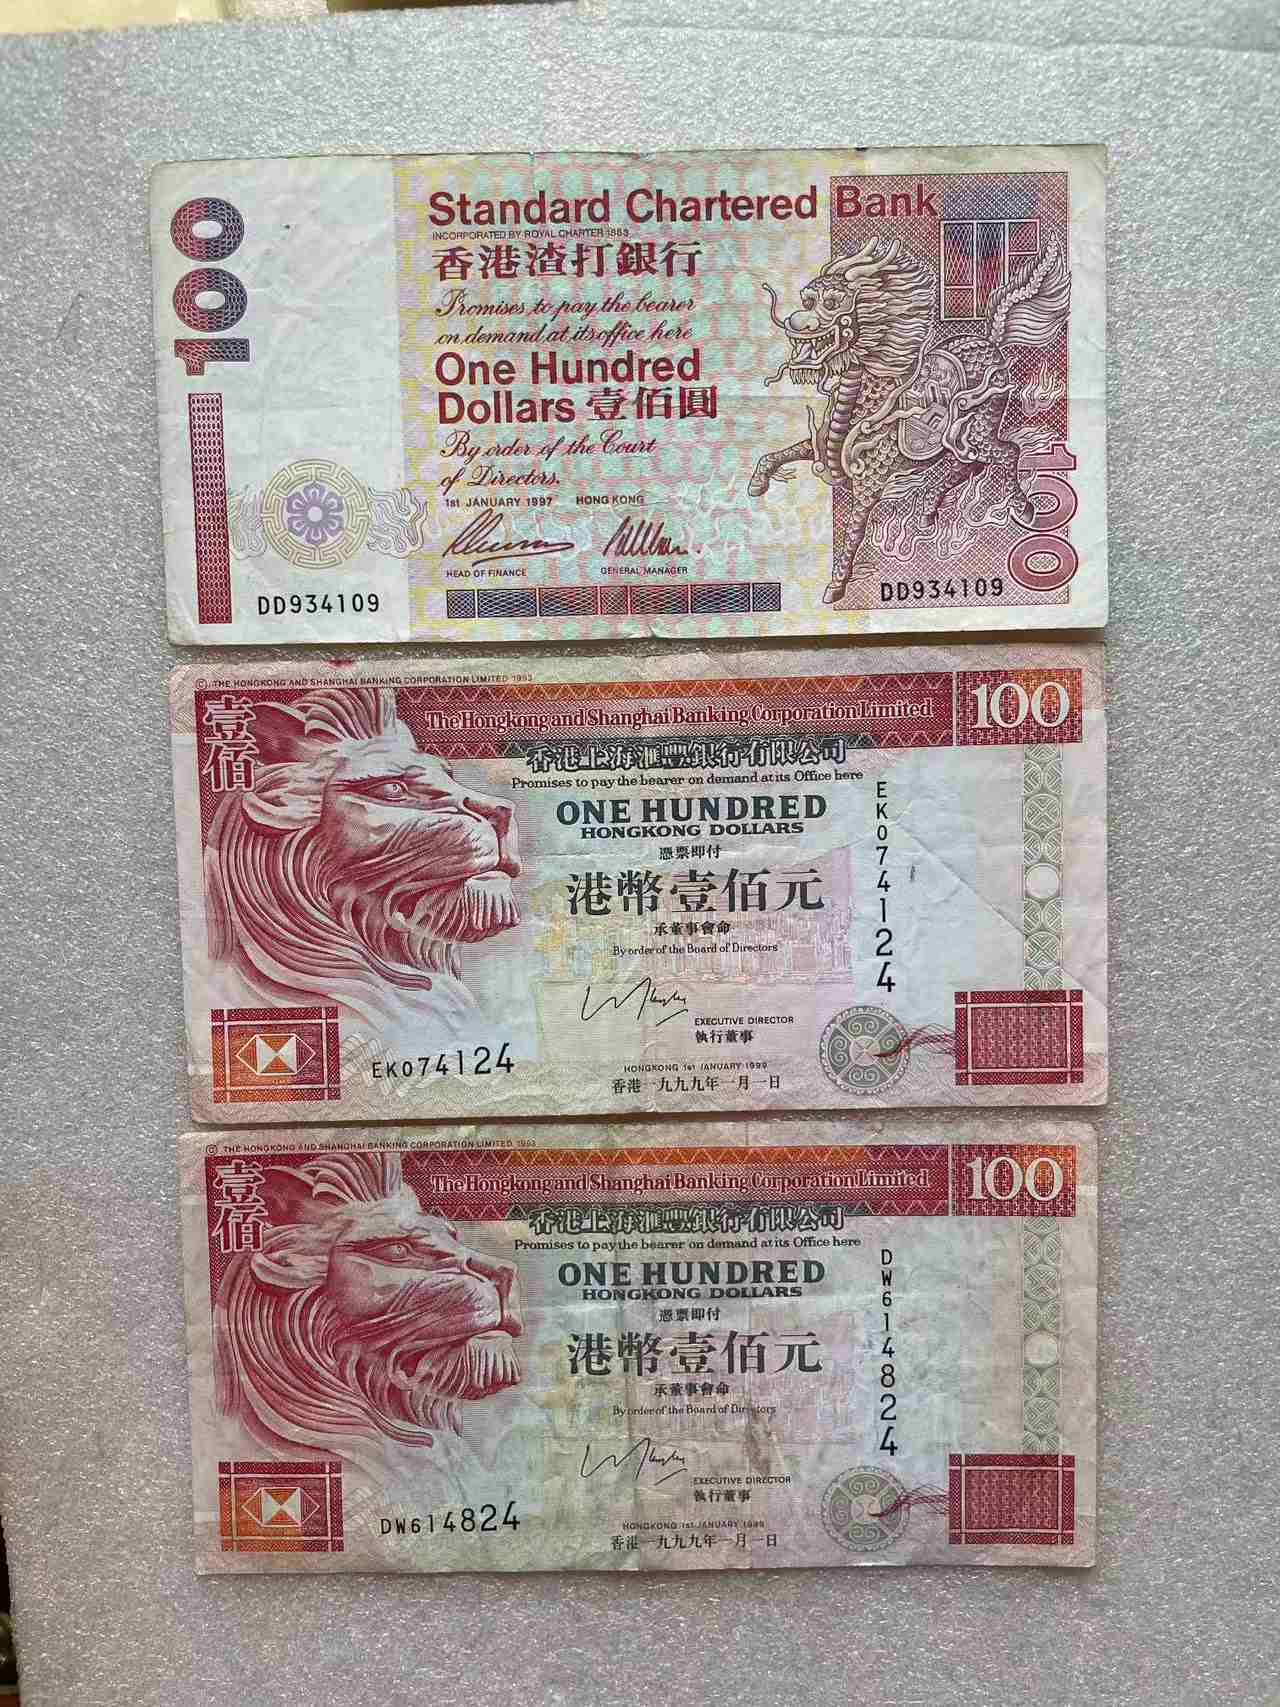 100
Standard Chartered Bank
INCORPORATED BY ROYAL CHARTER 1853
香港渣打銀行
Promises to pay the bearer
on demand at its office here
One Hundred
Dollars 壹佰圓
By order of the Court
of Directors.
1st JANUARY 1997 HONG KONG
HEAD OF FINANCE GENERAL MANAGER
100
DD934109 DD934109
© THE HONGKONG AND SHANGHAI BANKING CORPORATION LIMITED 1993
壹佰
The Hongkong and Shanghai Banking Corporation Limited
100
香港上海滙豐銀行有限公司
Promises to pay the bearer on demand at its Office here
ONE HUNDRED
HONGKONG DOLLARS
憑票即付
港幣壹佰元
承董事會命
By order of the Board of Directors
EK074124
EXECUTIVE DIRECTOR
執行董事
EK074124
HONGKONG 1st JANUARY 1999
香港一九九九年一月一日
© THE HONGKONG AND SHANGHAI BANKING CORPORATION LIMITED 1993
壹佰
The Hongkong and Shanghai Banking Corporation Limited
100
香港上海滙豐銀行有限公司
Promises to pay the bearer on demand at its Office here
ONE HUNDRED
HONGKONG DOLLARS
憑票即付
港幣壹佰元
承董事會命
By order of the Board of Directors
DW614824
EXECUTIVE DIRECTOR
執行董事
DW614824
HONGKONG 1st JANUARY 1999
香港一九九九年一月一日